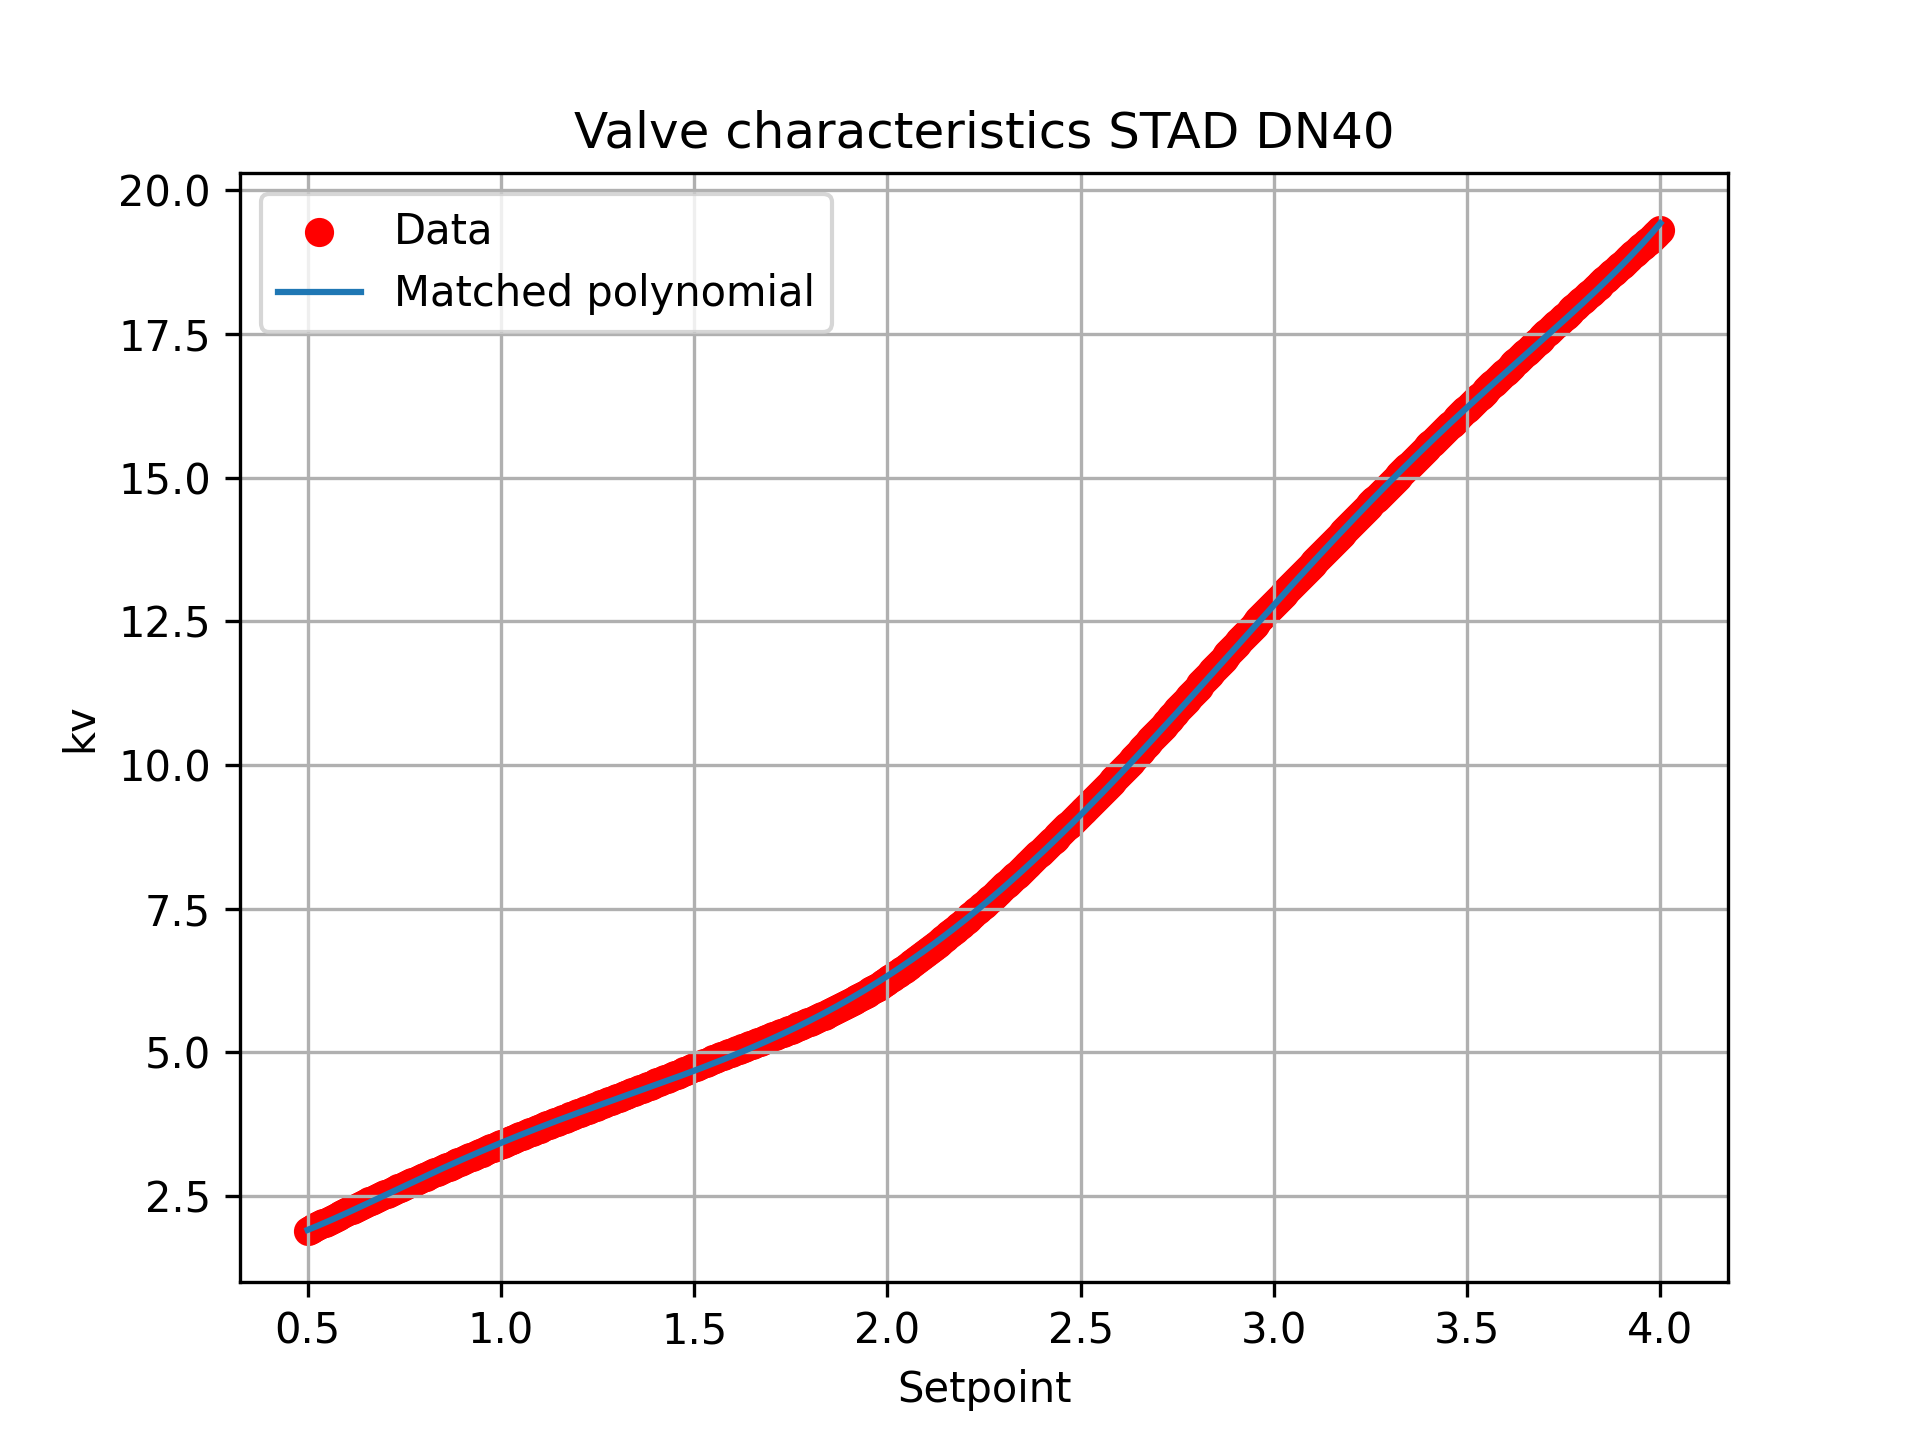 Valve characteristics STAD DN40
Data
Matched polynomial
20.0
17.5
15.0
12.5
10.0
7.5
5.0
2.5
kv
0.5 1.0 1.5 2.0 2.5 3.0 3.5 4.0
Setpoint